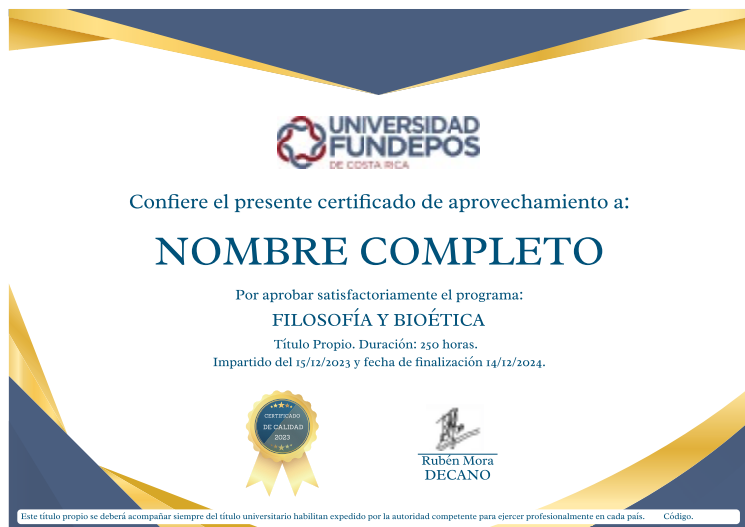 UNIVERSIDAD
FUNDEPOS
DE COSTA RICA
Confiere el presente certificado de aprovechamiento a:
NOMBRE COMPLETO
Por aprobar satisfactoriamente el programa:
FILOSOFÍA Y BIOÉTICA
Título Propio. Duración: 250 horas.
Impartido del 15/12/2023 y fecha de finalización 14/12/2024.
CERTIFICADO
DE CALIDAD
2023
Rubén Mora
DECANO
Este título propio se deberá acompañar siempre del título universitario habilitan expedido por la autoridad competente para ejercer profesionalmente en cada país. Código.